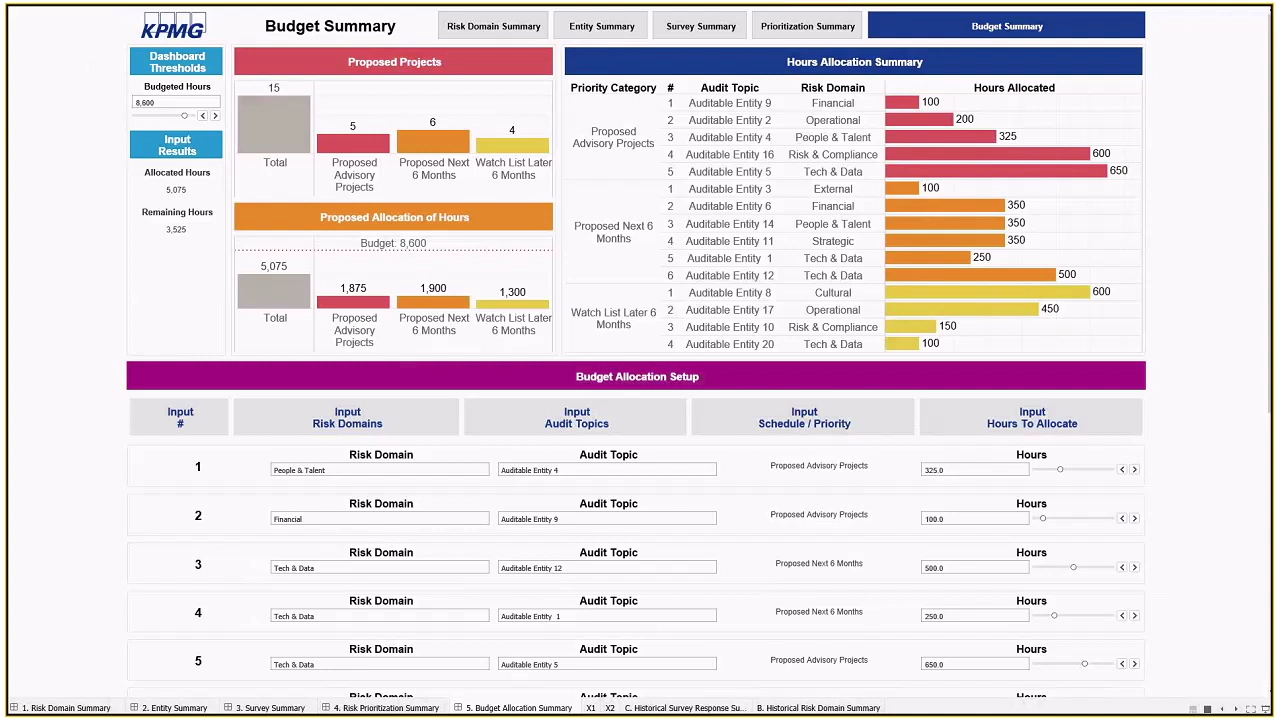 KPMG
Budget Summary
Risk Domain Summary
Entity Summary
Survey Summary
Prioritization Summary
Budget Summary
Dashboard
Thresholds
Budgeted Hours
8,600
Input
Results
Allocated Hours
5,075
Remaining Hours
3,525
Proposed Projects
15
5
6
4
Total
Proposed
Advisory
Projects
Proposed Next
6 Months
Watch List Later
6 Months
Proposed Allocation of Hours
Budget: 8,600
5,075
1,875
1,900
1,300
Total
Proposed
Advisory
Projects
Proposed Next
6 Months
Watch List Later
6 Months
Hours Allocation Summary
Priority Category # Audit Topic Risk Domain Hours Allocated
Proposed
Advisory Projects
1 Auditable Entity 9 Financial 100
2 Auditable Entity 2 Operational 200
3 Auditable Entity 4 People & Talent 325
4 Auditable Entity 16 Risk & Compliance 600
5 Auditable Entity 5 Tech & Data 650
Proposed Next 6
Months
1 Auditable Entity 3 External 100
2 Auditable Entity 6 Financial 350
3 Auditable Entity 14 People & Talent 350
4 Auditable Entity 11 Strategic 350
5 Auditable Entity 1 Tech & Data 250
6 Auditable Entity 12 Tech & Data 500
Watch List Later 6
Months
1 Auditable Entity 8 Cultural 600
2 Auditable Entity 17 Operational 450
3 Auditable Entity 10 Risk & Compliance 150
4 Auditable Entity 20 Tech & Data 100
Budget Allocation Setup
Input
#
Input
Risk Domains
Input
Audit Topics
Input
Schedule / Priority
Input
Hours To Allocate
Risk Domain Audit Topic Hours
1 People & Talent Auditable Entity 4 Proposed Advisory Projects 325.0
Risk Domain Audit Topic Hours
2 Financial Auditable Entity 9 Proposed Advisory Projects 100.0
Risk Domain Audit Topic Hours
3 Tech & Data Auditable Entity 12 Proposed Next 6 Months 500.0
Risk Domain Audit Topic Hours
4 Tech & Data Auditable Entity 1 Proposed Next 6 Months 250.0
Risk Domain Audit Topic Hours
5 Tech & Data Auditable Entity 5 Proposed Advisory Projects 650.0
Risk Domain Audit Topic Hours
1. Risk Domain Summary 2. Entity Summary 3. Survey Summary 4. Risk Prioritization Summary 5. Budget Allocation Summary X1 X2 C. Historical Survey Response Su... B. Historical Risk Domain Summary